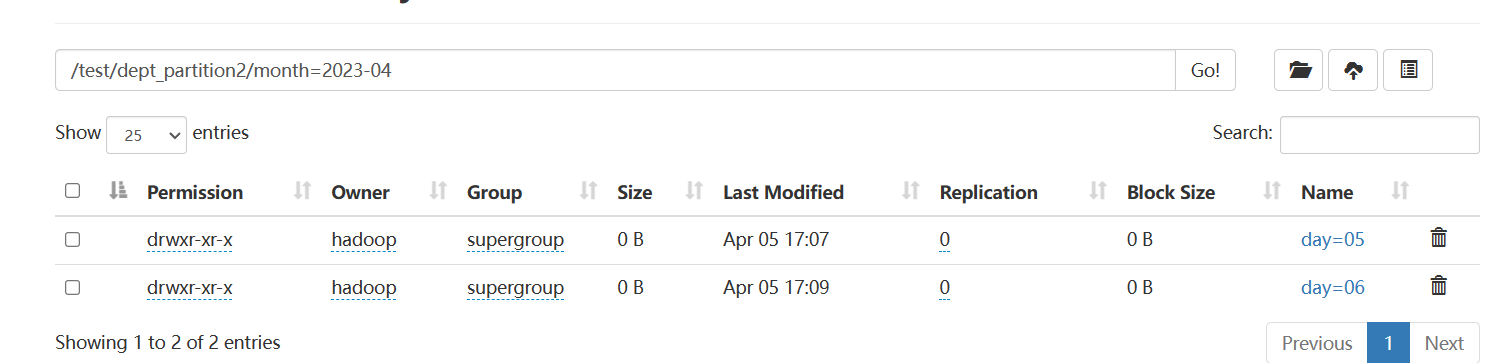 /test/dept_partition2/month=2023-04 Go!
Show 25 entries Search:
Permission Owner Group Size Last Modified Replication Block Size Name
drwxr-xr-x hadoop supergroup 0 B Apr 05 17:07 0 0 B day=05
drwxr-xr-x hadoop supergroup 0 B Apr 05 17:09 0 0 B day=06
Showing 1 to 2 of 2 entries Previous 1 Next